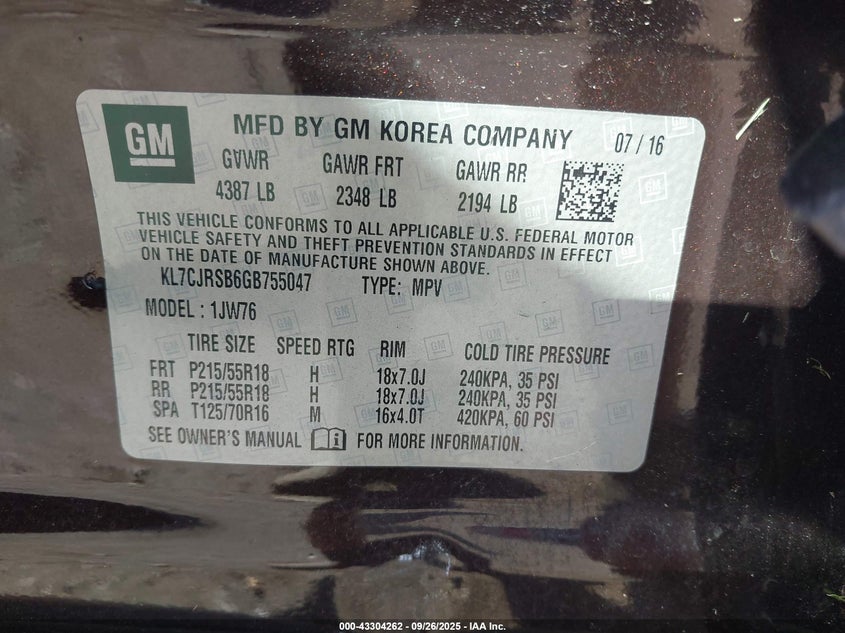 GM
MFD BY GM KOREA COMPANY 07 / 16
GVWR GAWR FRT GAWR RR
4387 LB 2348 LB 2194 LB
THIS VEHICLE CONFORMS TO ALL APPLICABLE U.S. FEDERAL MOTOR
VEHICLE SAFETY AND THEFT PREVENTION STANDARDS IN EFFECT
ON THE DATE OF MANUFACTURE SHOWN ABOVE.
KL7CJRSB6GB755047 TYPE: MPV
MODEL : 1JW76
TIRE SIZE SPEED RTG RIM COLD TIRE PRESSURE
FRT P215/55R18 H 18x7.0J 240KPA, 35 PSI
RR P215/55R18 H 18x7.0J 240KPA, 35 PSI
SPA T125/70R16 M 16x4.0T 420KPA, 60 PSI
SEE OWNER'S MANUAL FOR MORE INFORMATION.
000-43304262 - 09/26/2025 - IAA Inc.